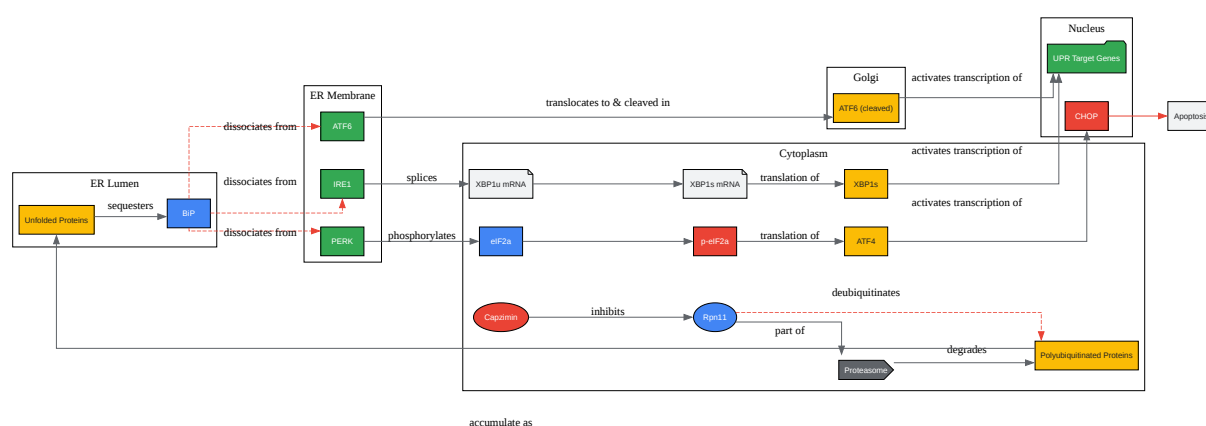 Nucleus
UPR Target Genes
Golgi
activates transcription of
ER Membrane
translocates to & cleaved in
ATF6 (cleaved)
CHOP
Apoptosis
ATF6
dissociates from
activates transcription of
Cytoplasm
ER Lumen
dissociates from
IRE1
splices
XBP1u mRNA
XBP1s mRNA
translation of
XBP1s
activates transcription of
Unfolded Proteins
sequesters
BiP
dissociates from
PERK
phosphorylates
eIF2a
p-eIF2a
translation of
ATF4
deubiquitinates
Capzimin
inhibits
Rpn11
part of
degrades
Polyubiquitinated Proteins
Proteasome
accumulate as